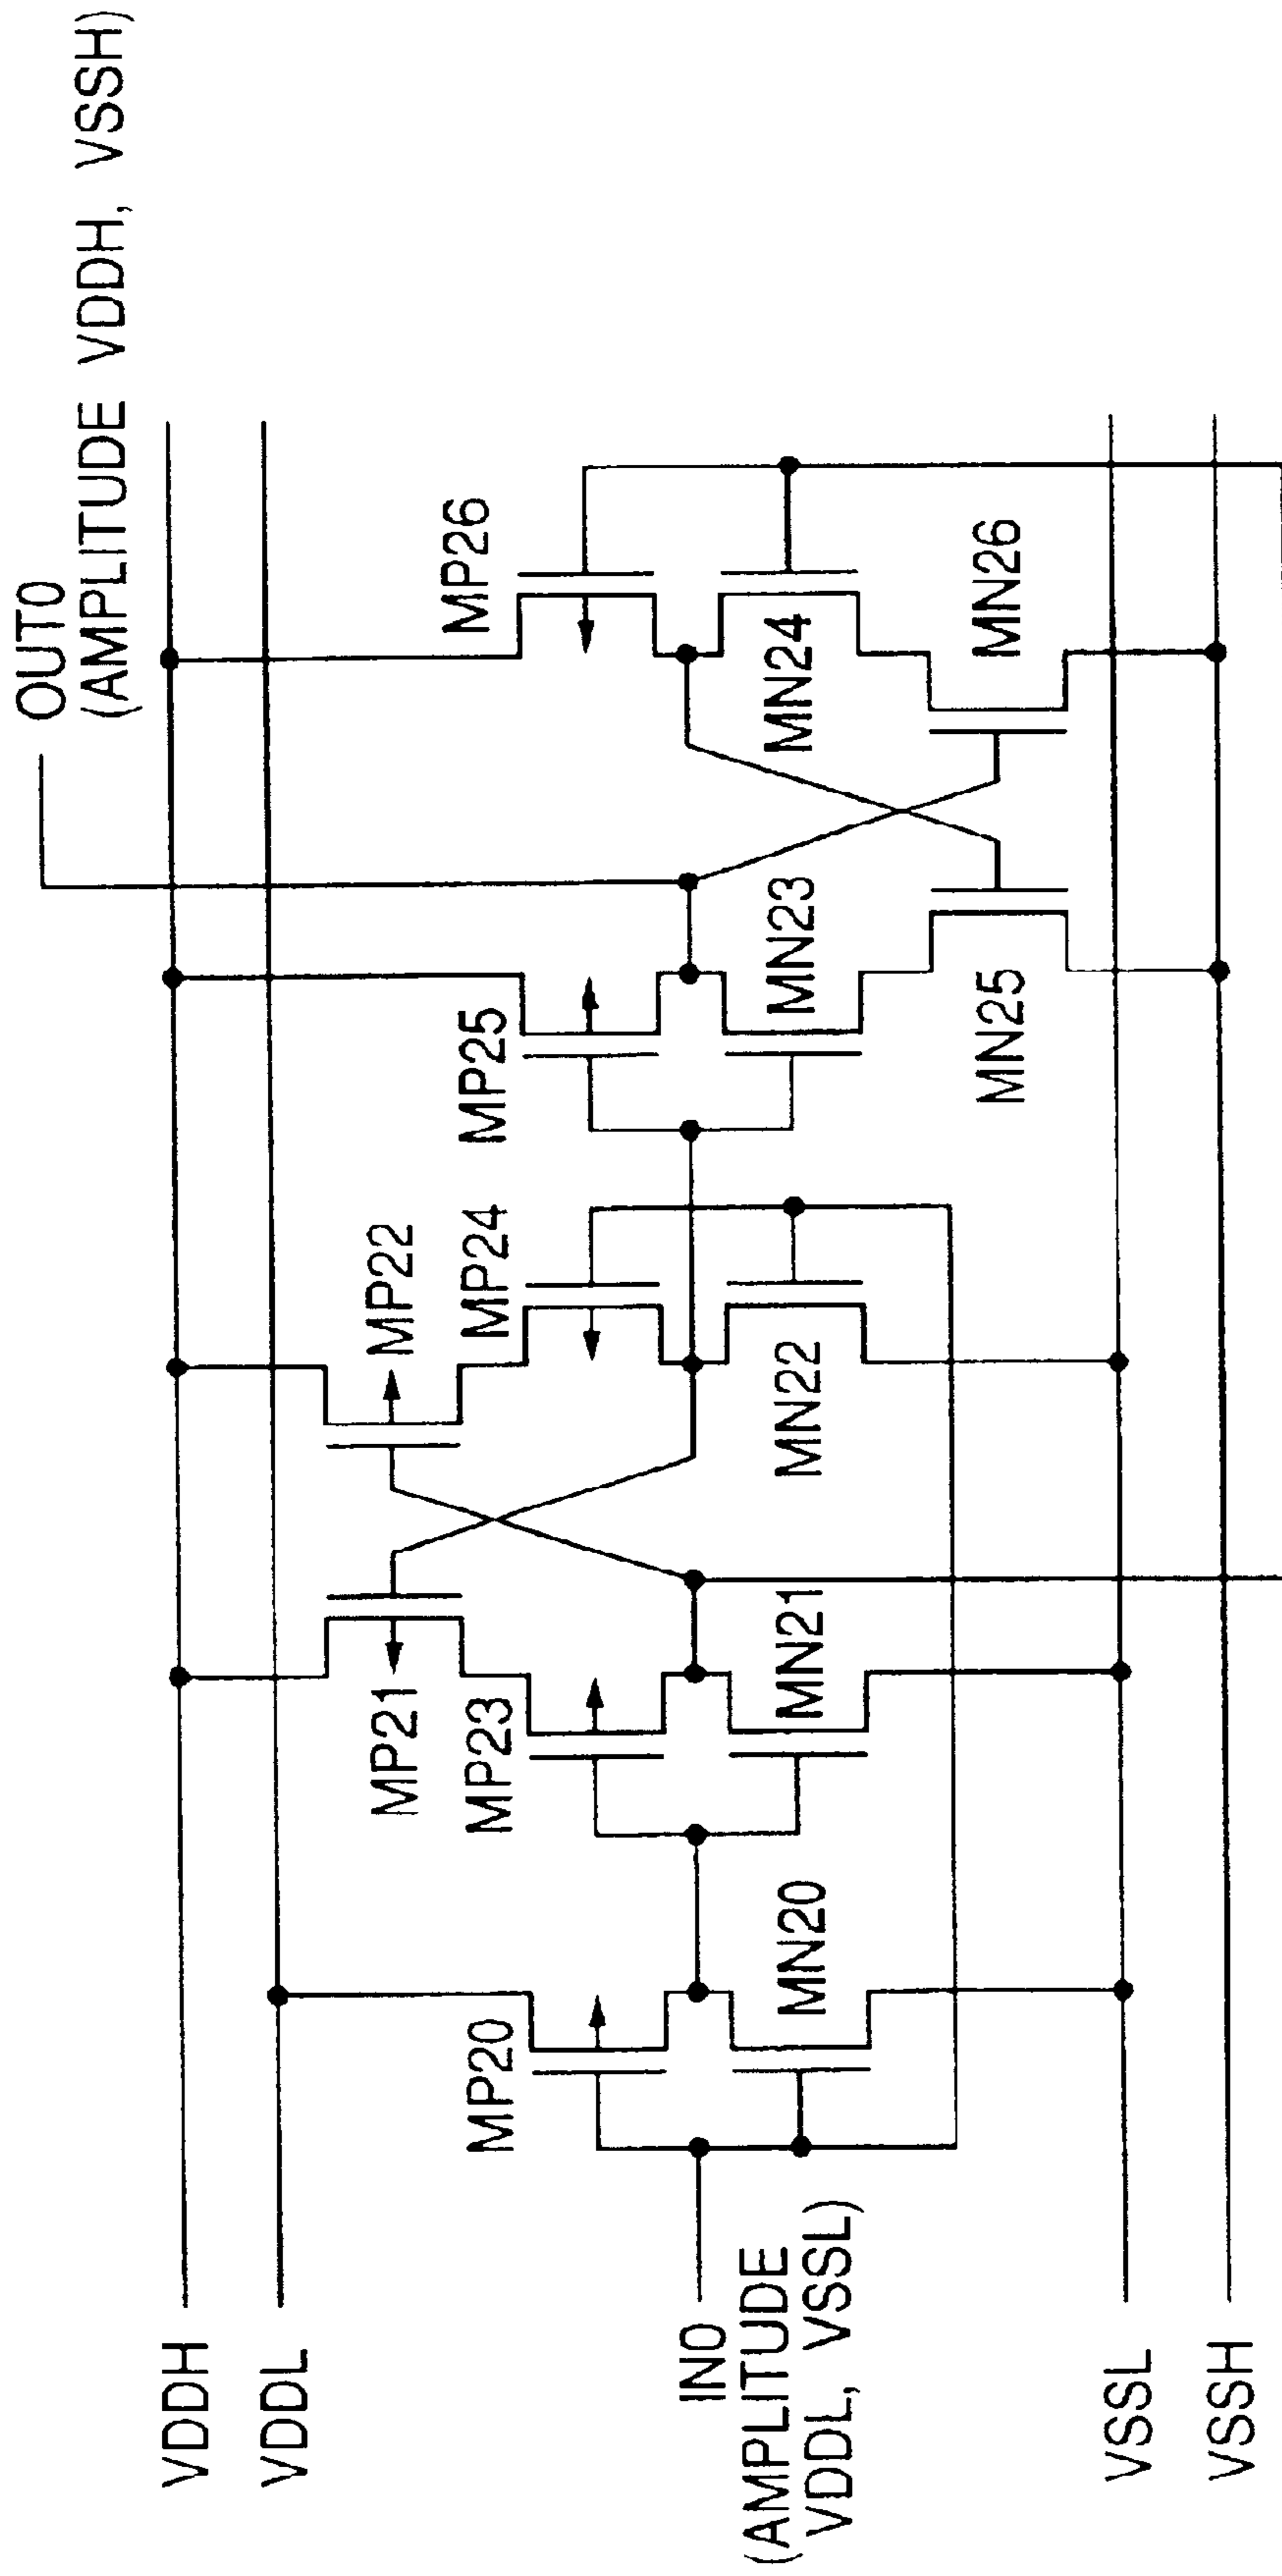 OUT0
(AMPLITUDE VDDH, VSSH)
VDDH
VDDL
MP22
MP26
MP21
MP24
MP25
MP23
MP20
MN24
MN23
MN22
MN21
MN20
MN26
MN25
IN0
(AMPLITUDE
VDDL, VSSL)
VSSL
VSSH